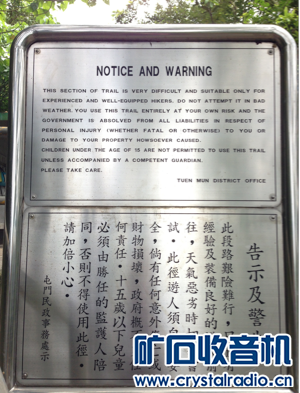 NOTICE AND WARNING
THIS SECTION OF TRAIL IS VERY DIFFICULT AND SUITABLE ONLY FOR
EXPERIENCED AND WELL-EQUIPPED HIKERS. DO NOT ATTEMPT IT IN BAD
WEATHER. YOU USE THIS TRAIL ENTIRELY AT YOUR OWN RISK AND THE
GOVERNMENT IS ABSOLVED FROM ALL LIABILITIES IN RESPECT OF
PERSONAL INJURY (WHETHER FATAL OR OTHERWISE) TO YOU OR
DAMAGE TO YOUR PROPERTY HOWSOEVER CAUSED.
CHILDREN UNDER THE AGE OF 15 ARE NOT PERMITTED TO USE THIS TRAIL
UNLESS ACCOMPANIED BY A COMPETENT GUARDIAN.
PLEASE TAKE CARE.
TUEN MUN DISTRICT OFFICE
告示及警
此段路艱險難行，
經驗及裝備良好的
往，天氣惡劣時切
試。此徑遊人須自
全，倘有任何意外
財物損壞，政府概
何責任。十五歲以下兒童
必須由勝任的監護人陪
同，否則不得使用此徑。
請加倍小心。
屯門民政事務處示
矿石收音机
www.crystalradio.cn